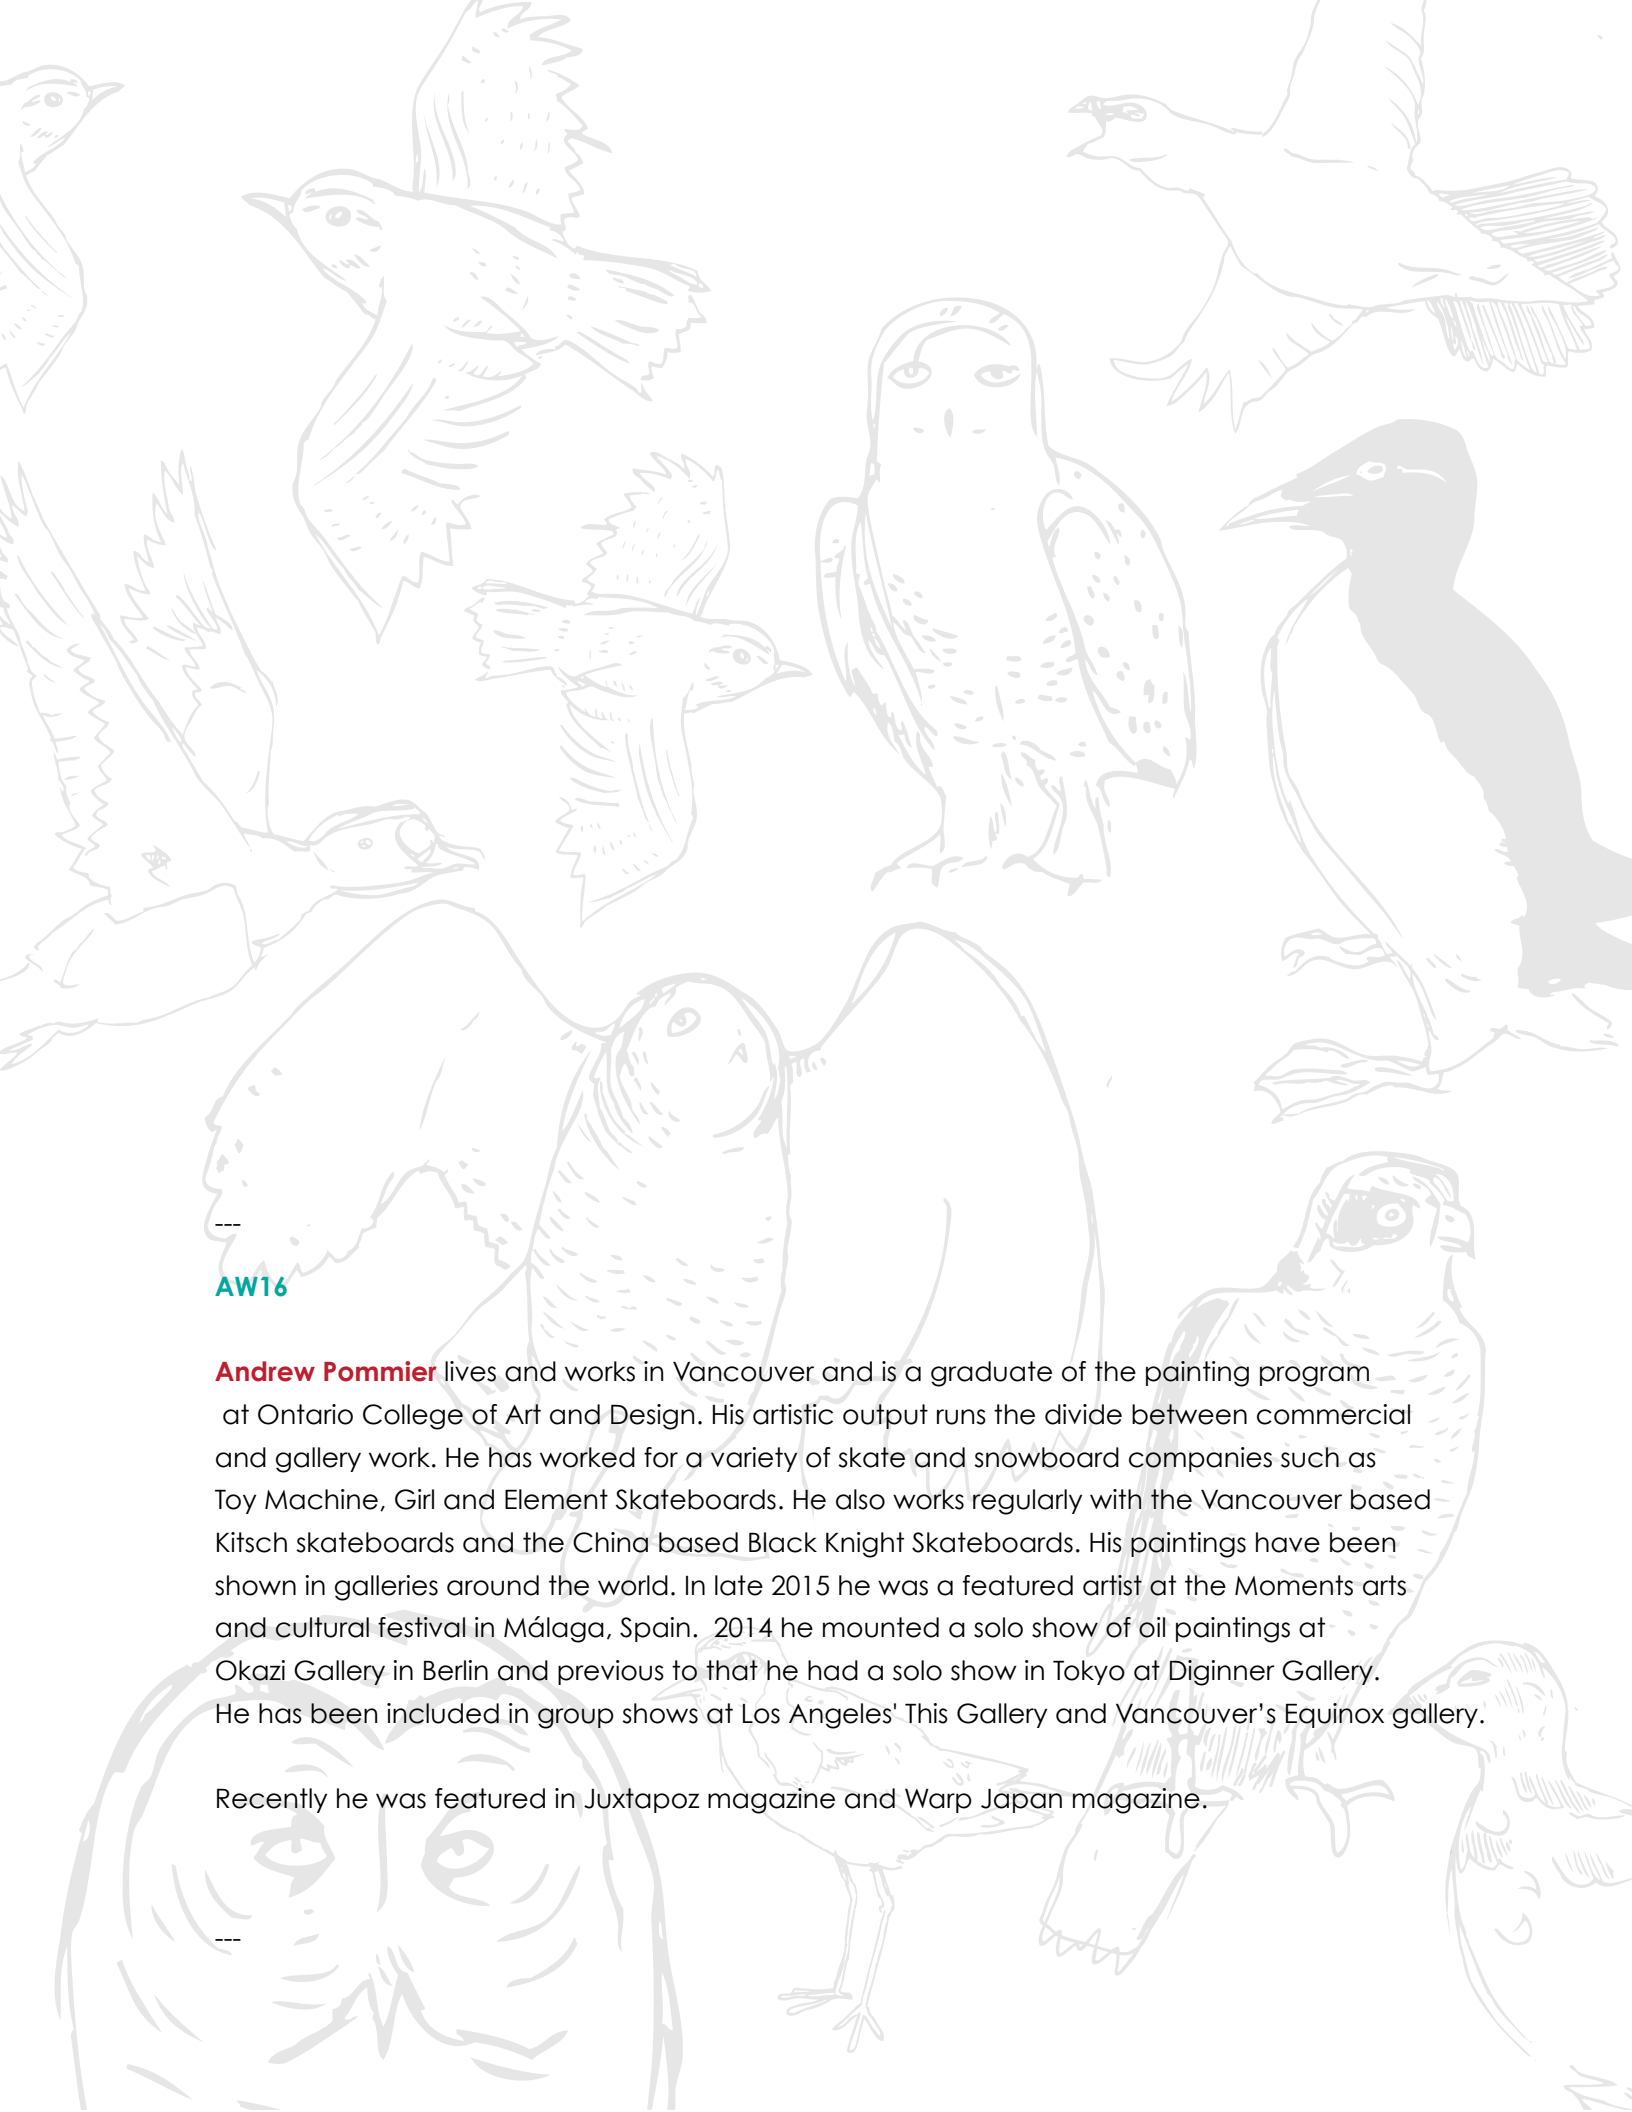 ---
AW16
Andrew Pommier lives and works in Vancouver and is a graduate of the painting program
at Ontario College of Art and Design. His artistic output runs the divide between commercial
and gallery work. He has worked for a variety of skate and snowboard companies such as
Toy Machine, Girl and Element Skateboards. He also works regularly with the Vancouver based
Kitsch skateboards and the China based Black Knight Skateboards. His paintings have been
shown in galleries around the world. In late 2015 he was a featured artist at the Moments arts
and cultural festival in Málaga, Spain.  2014 he mounted a solo show of oil paintings at
Okazi Gallery in Berlin and previous to that he had a solo show in Tokyo at Diginner Gallery.
He has been included in group shows at Los Angeles' This Gallery and Vancouver’s Equinox gallery.
Recently he was featured in Juxtapoz magazine and Warp Japan magazine.
---